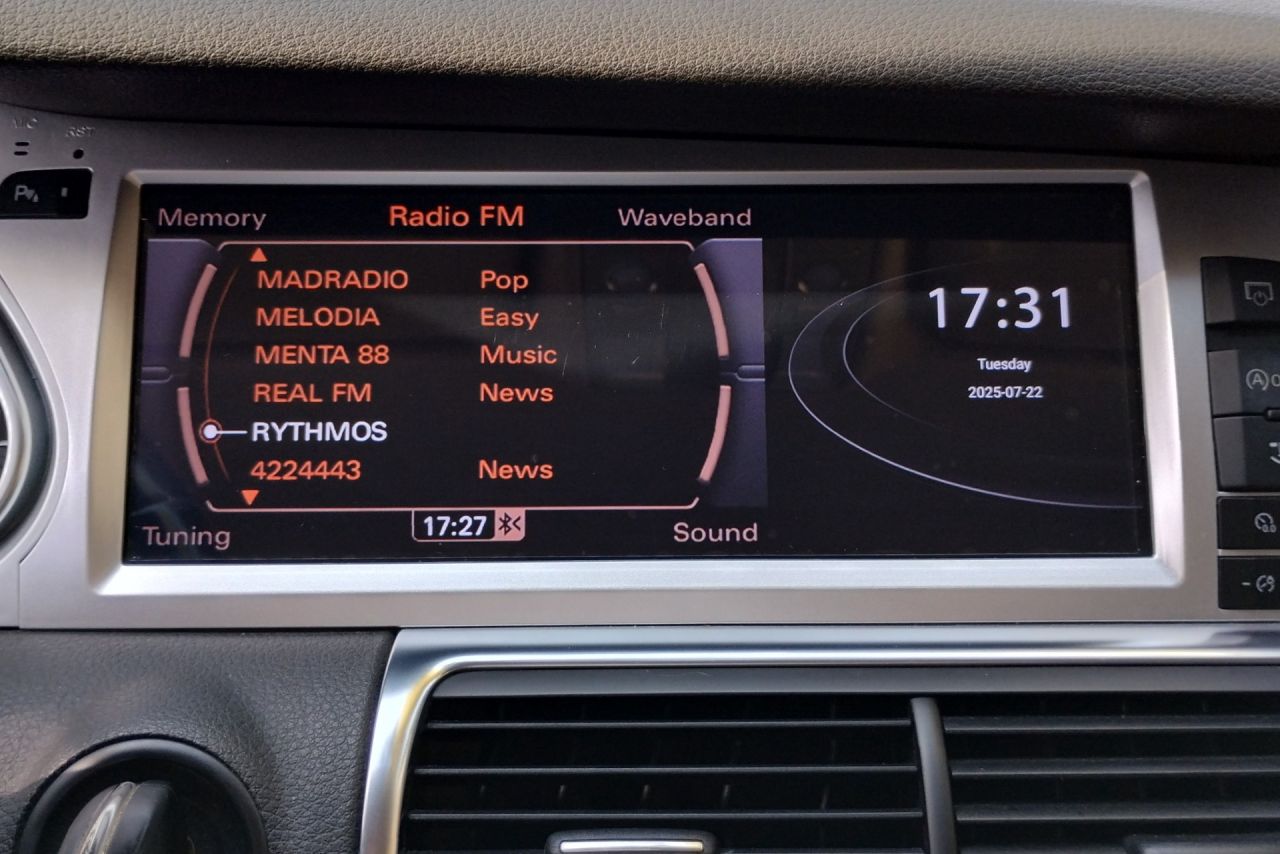 RST
Memory Radio FM Waveband
MADRADIO Pop
MELODIA Easy
MENTA 88 Music
REAL FM News
RYTHMOS
4224443 News
Tuning 17:27 Sound
17:31
Tuesday
2025-07-22